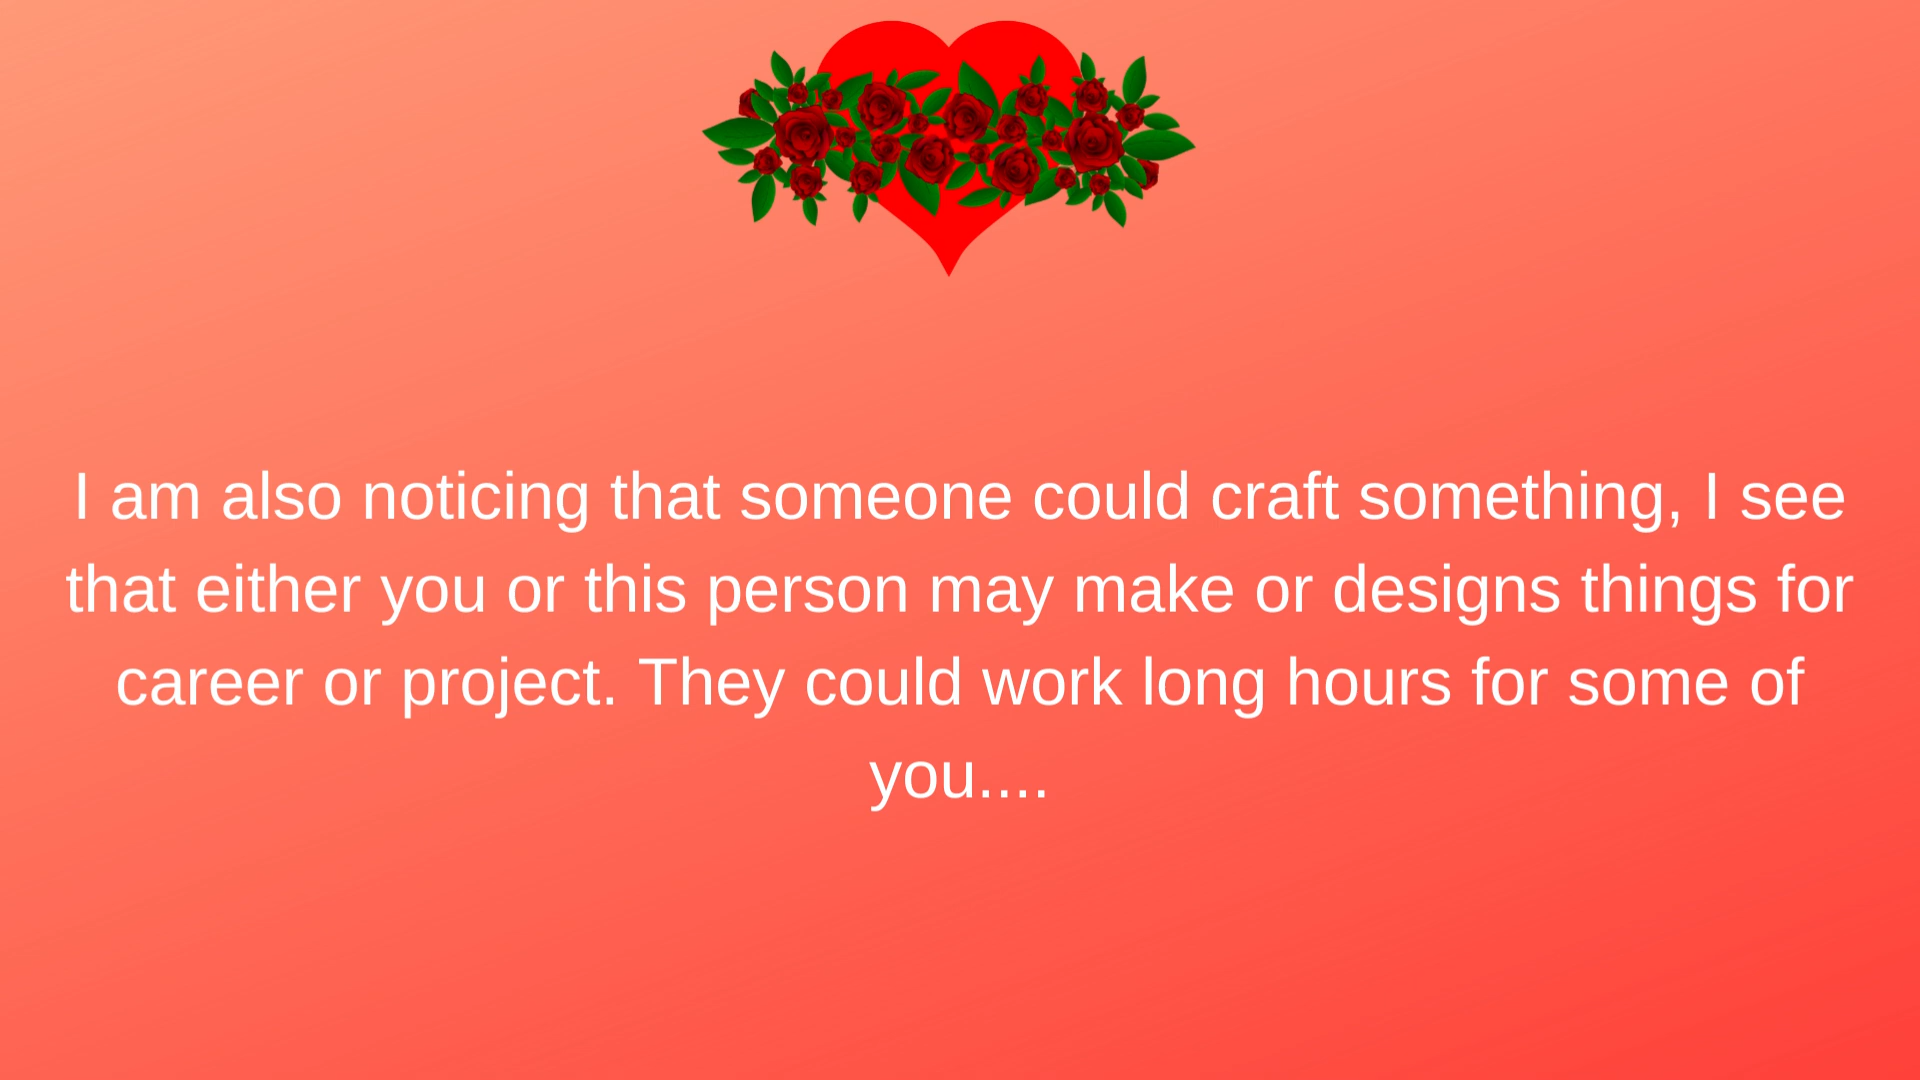 I am also noticing that someone could craft something, I see
that either you or this person may make or designs things for
career or project. They could work long hours for some of
you....